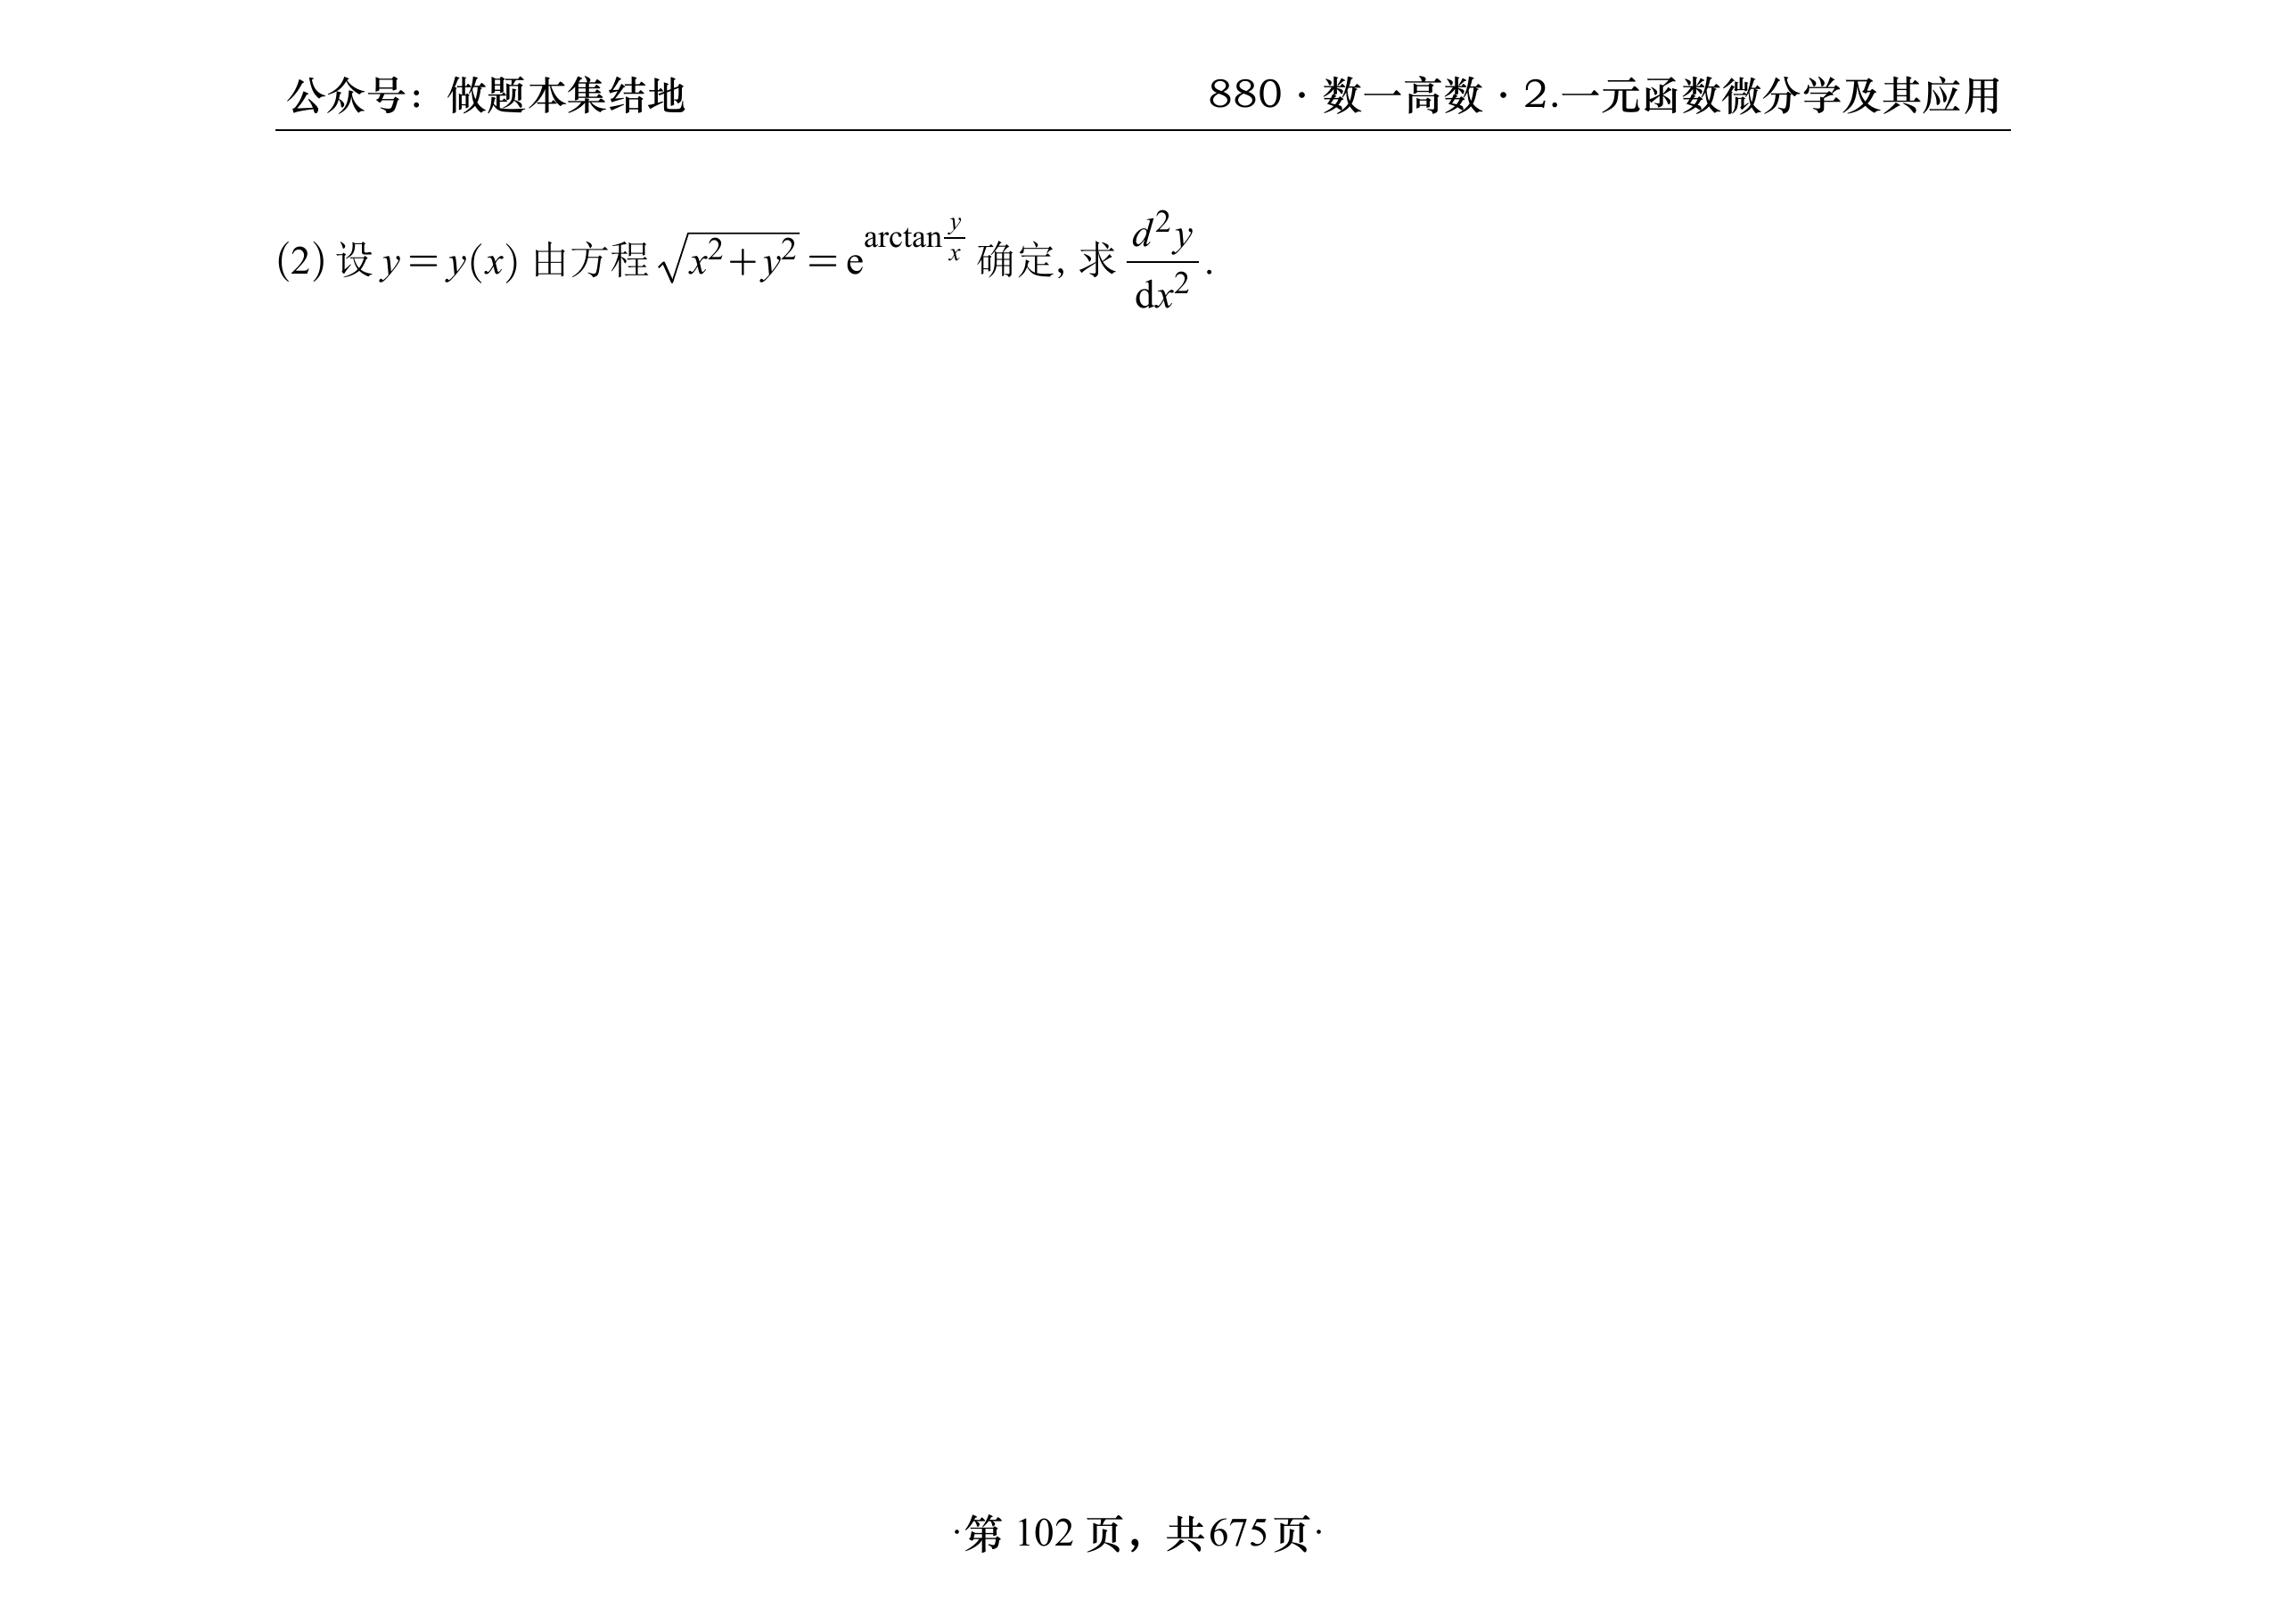 公众号：做题本集结地
880·数一高数·2.一元函数微分学及其应用
(2) 设 $y=y(x)$ 由方程 $\sqrt{x^2+y^2}=\mathrm{e}^{\arctan\frac{y}{x}}$ 确定, 求 $\frac{d^2y}{\mathrm{d}x^2}$.
·第 102 页，共675页·